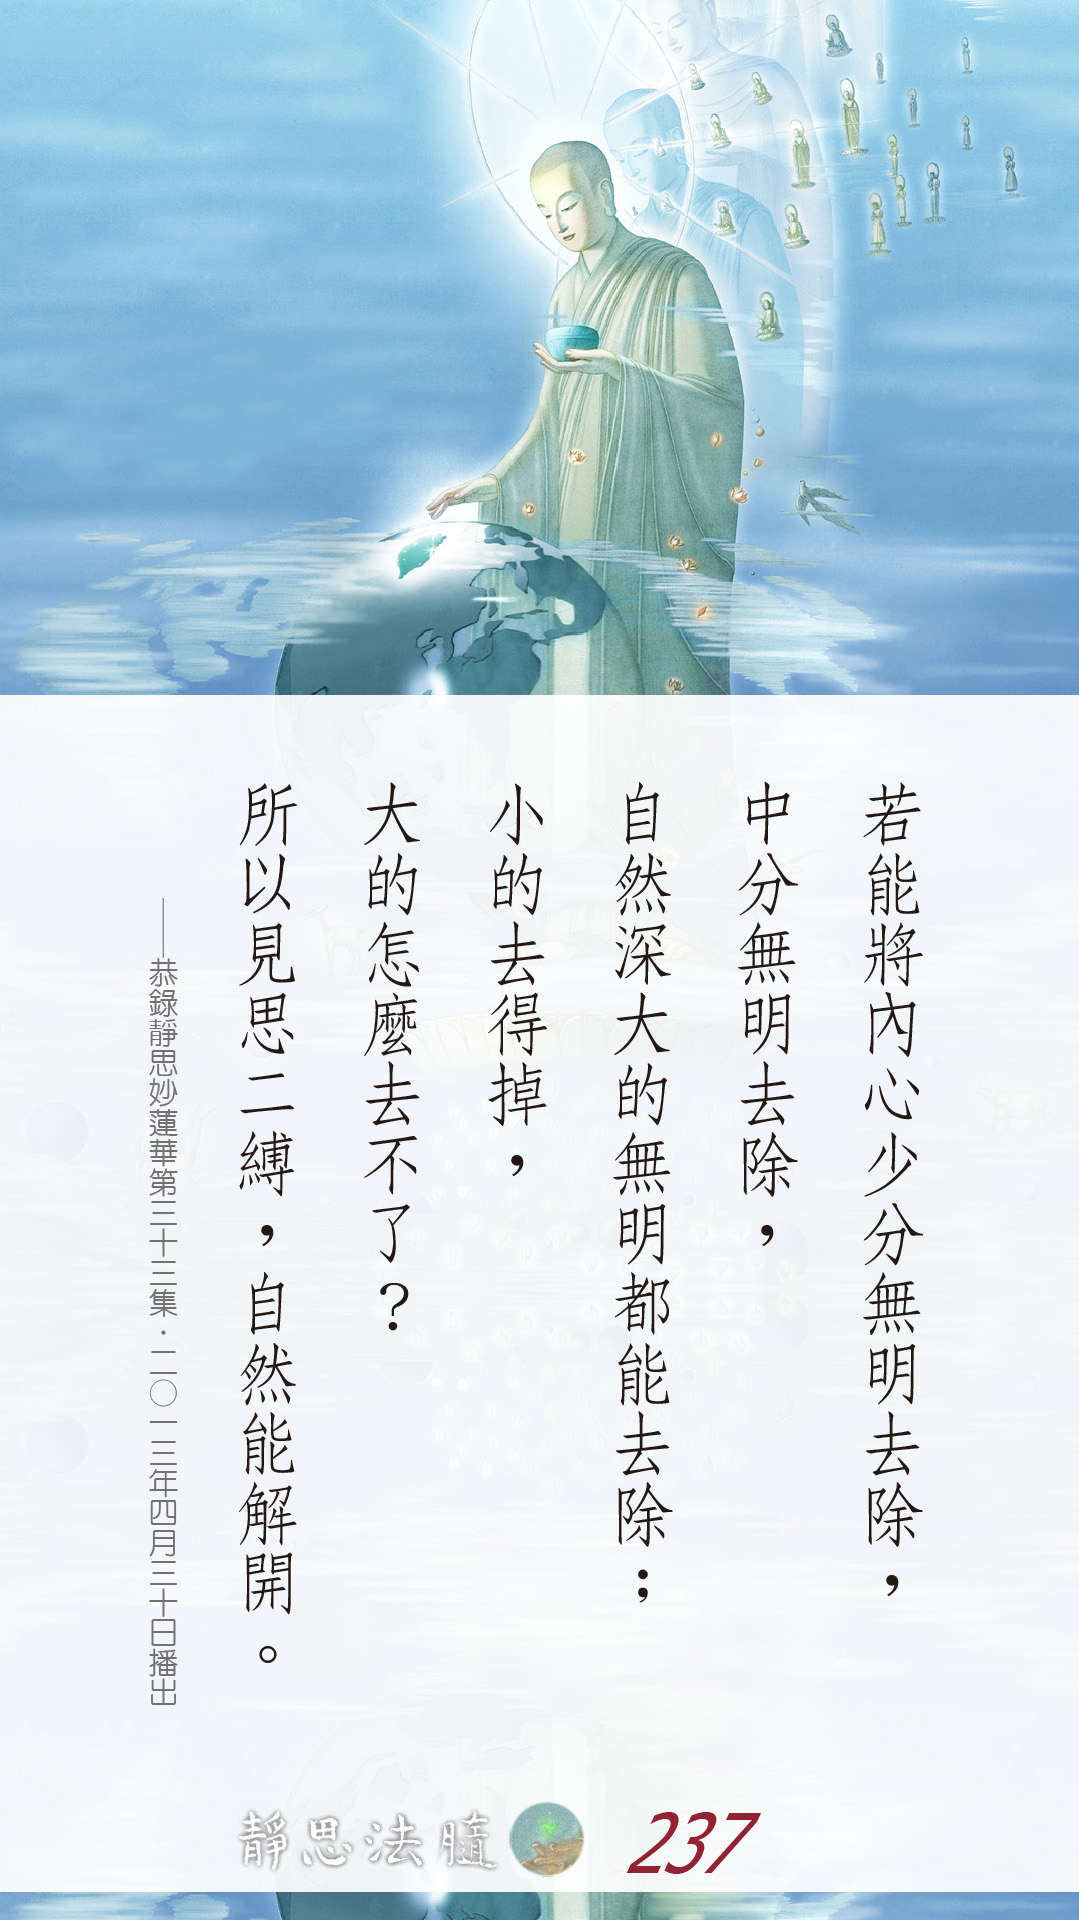 若能將內心少分無明去除，
中分無明去除，
自然深大的無明都能去除；
小的去得掉，
大的怎麼去不了？
所以見思二縛，自然能解開。
——恭錄靜思妙蓮華第三十三集・二〇一三年四月三十日播出
靜思法髓
237